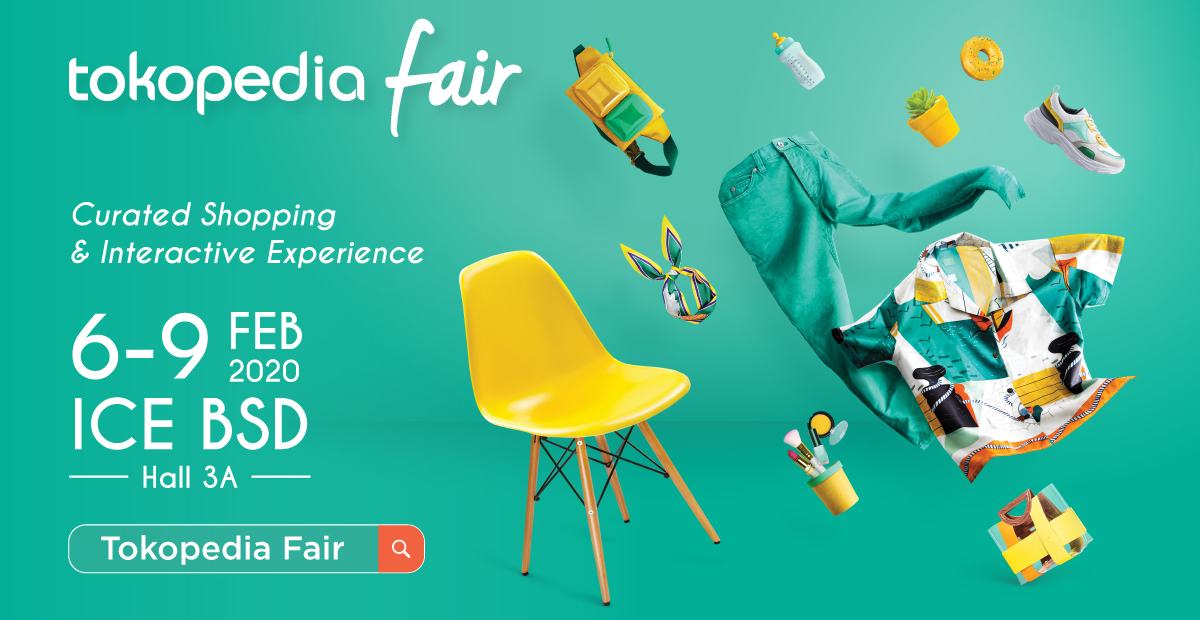 tokopedia fair
Curated Shopping
& Interactive Experience
6-9 FEB
2020
ICE BSD
Hall 3A
Tokopedia Fair